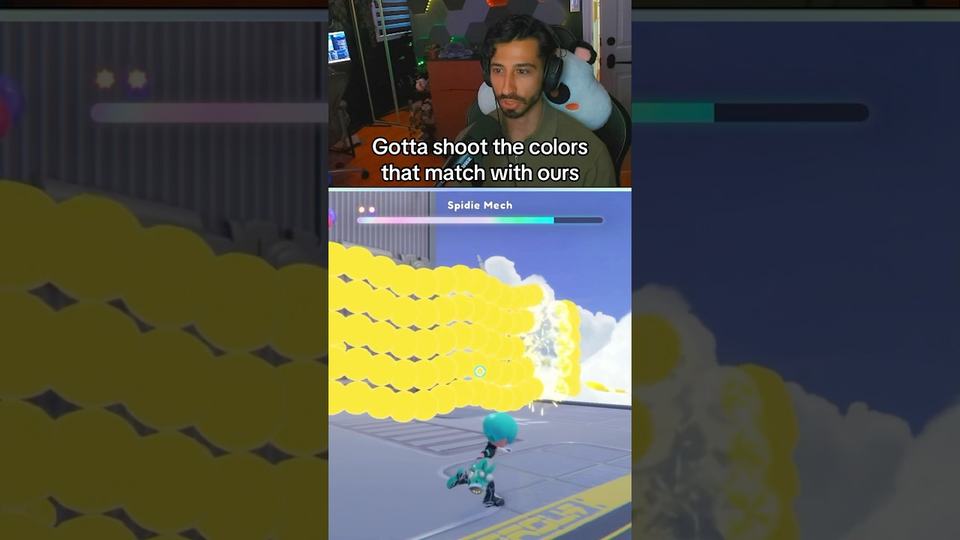 Gotta shoot the colors
that match with ours
Spidie Mech